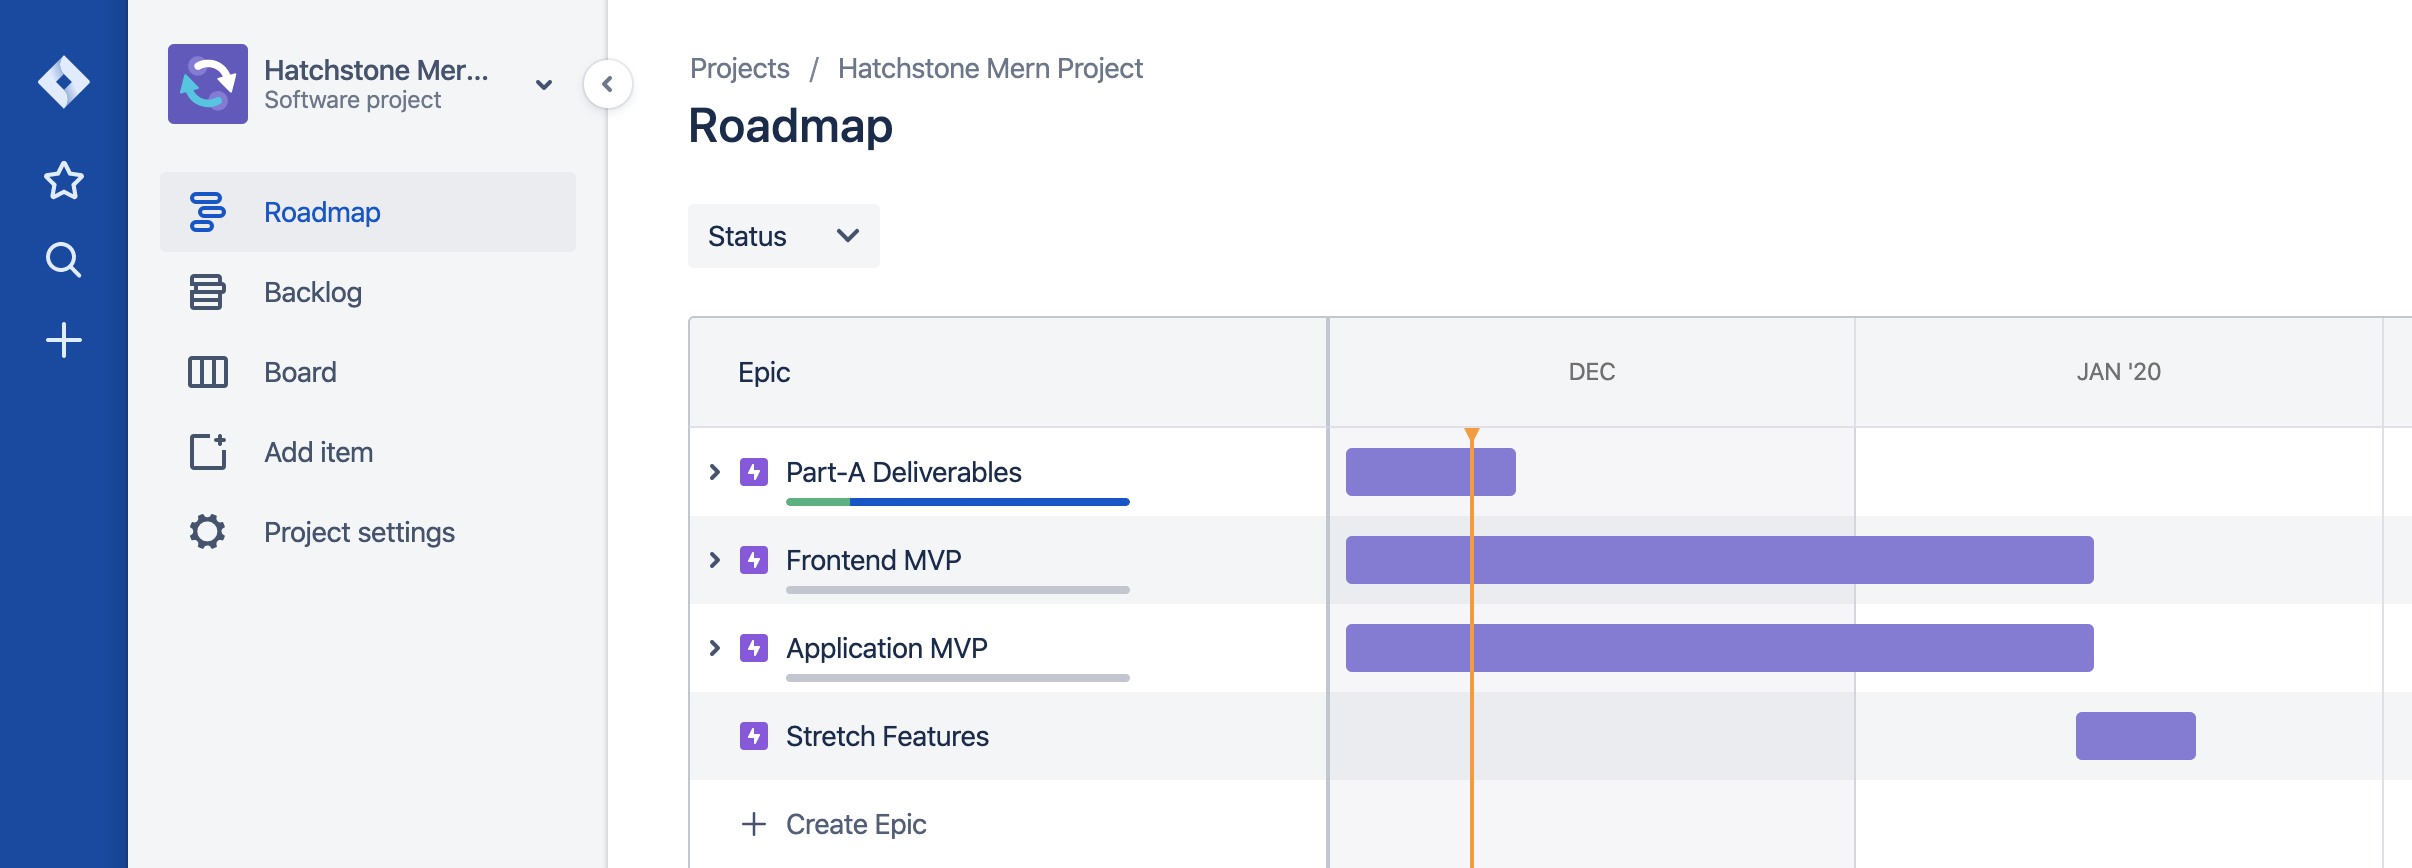 Hatchstone Mer...
Software project
Roadmap
Backlog
Board
Add item
Project settings
Projects / Hatchstone Mern Project
Roadmap
Status
Epic DEC JAN '20
Part-A Deliverables
Frontend MVP
Application MVP
Stretch Features
Create Epic